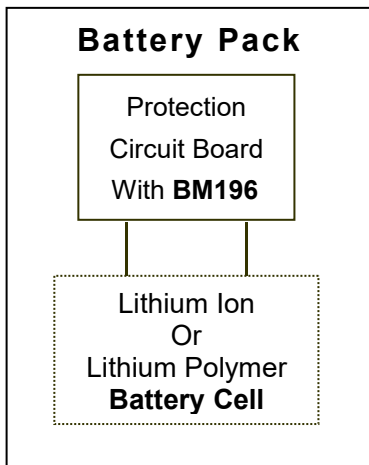 Battery Pack
Protection
Circuit Board
With BM196
Lithium Ion
Or
Lithium Polymer
Battery Cell